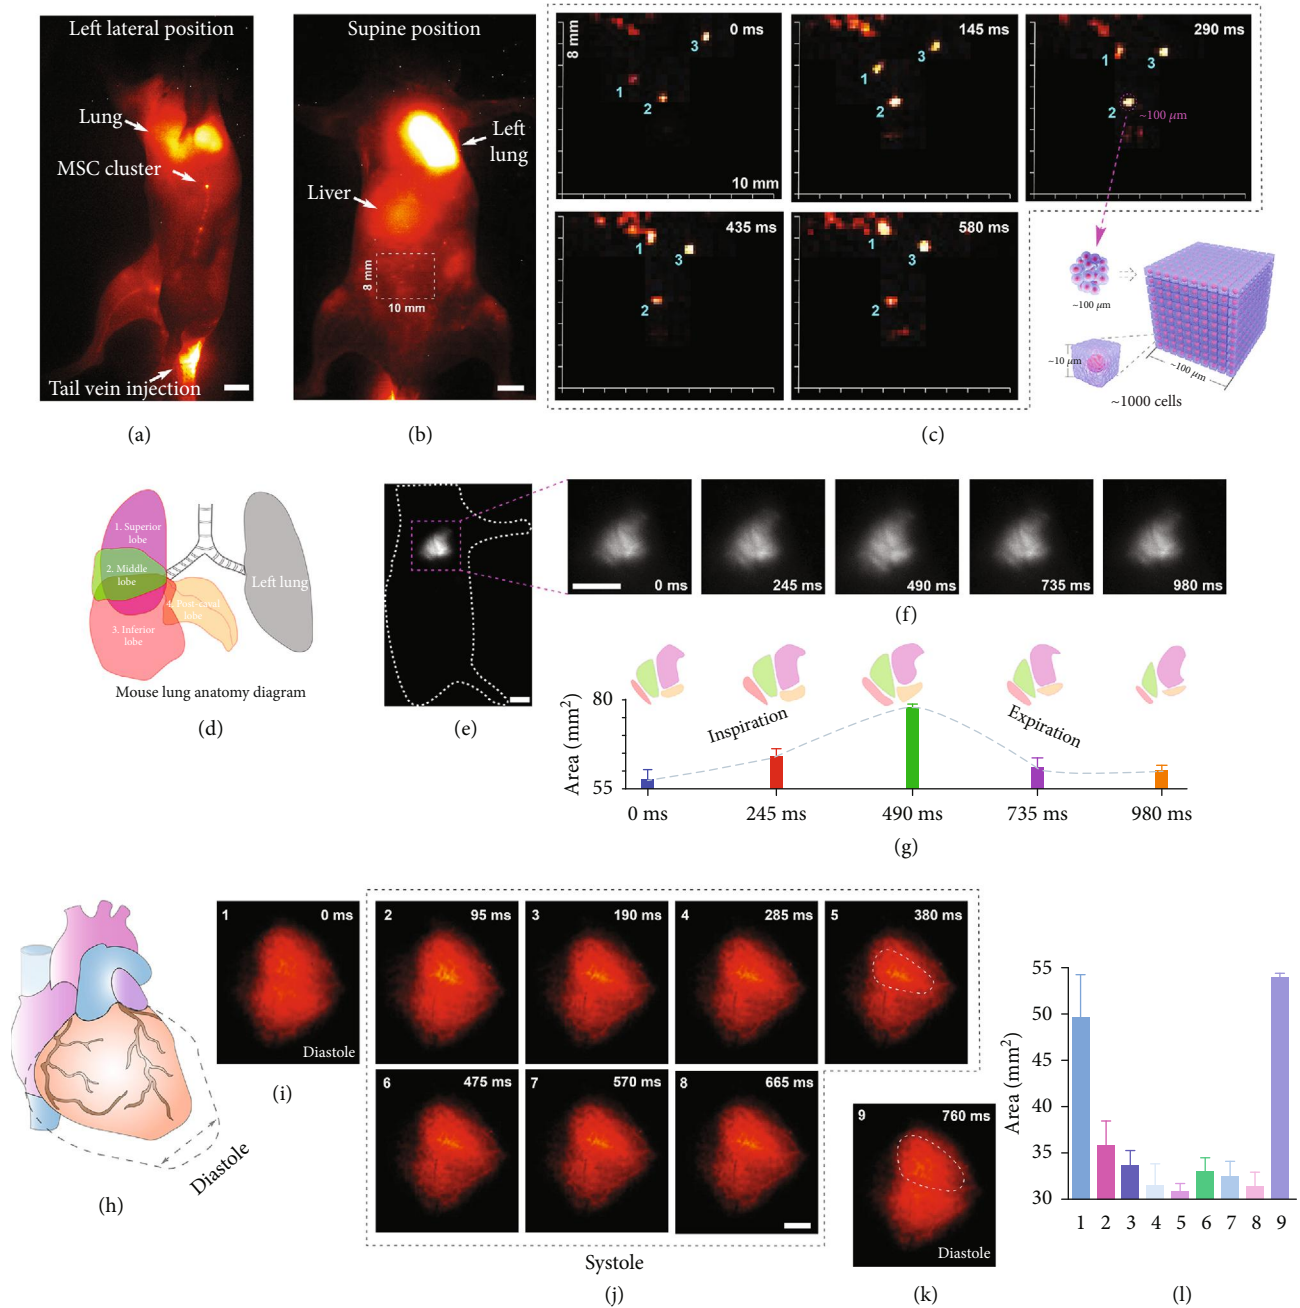 Left lateral position
Lung
MSC cluster
Tail vein injection
(a)
Supine position
Left
lung
Liver
8 mm
10 mm
(b)
8 mm
0 ms
1
2
3
10 mm
145 ms
1
2
3
290 ms
1
2
3
~100 μm
435 ms
1
2
3
580 ms
1
2
3
~100 μm
~10 μm
~100 μm
~1000 cells
(c)
1. Superior
lobe
2. Middle
lobe
3. Inferior
lobe
4. Post-caval
lobe
Left lung
Mouse lung anatomy diagram
(d)
(e)
0 ms
245 ms
490 ms
735 ms
980 ms
(f)
Area (mm²)
80
55
Inspiration
Expiration
0 ms
245 ms
490 ms
735 ms
980 ms
(g)
Diastole
(h)
1
0 ms
Diastole
(i)
2
95 ms
3
190 ms
4
285 ms
5
380 ms
6
475 ms
7
570 ms
8
665 ms
Systole
(j)
9
760 ms
Diastole
(k)
Area (mm²)
55
50
45
40
35
30
1 2 3 4 5 6 7 8 9
(l)